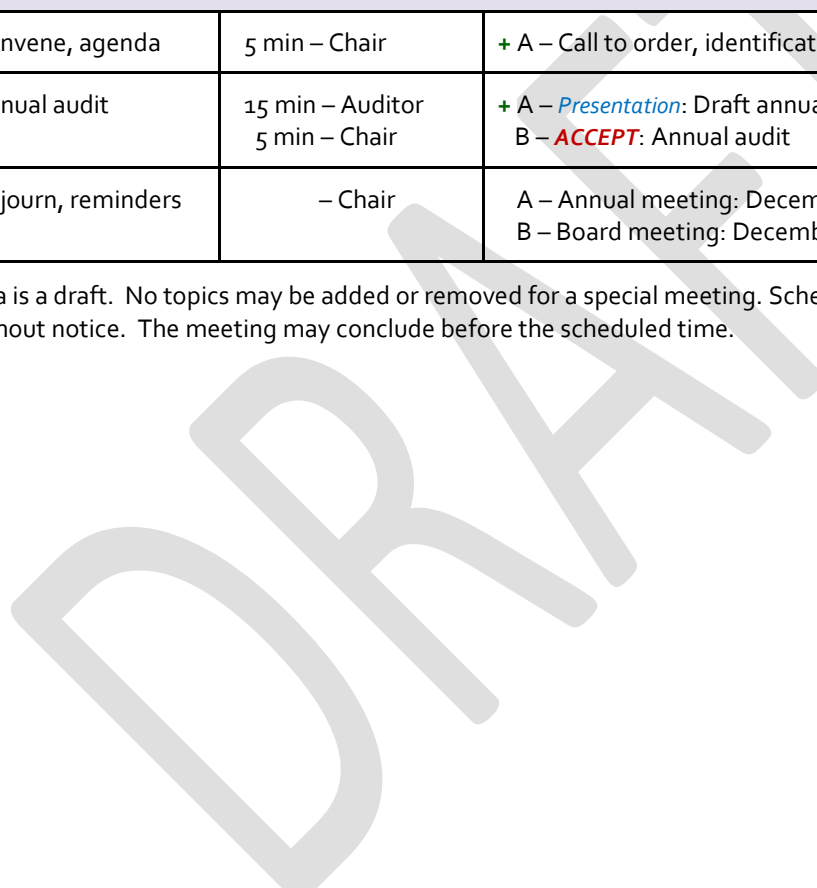 nvene, agenda 5 min – Chair + A – Call to order, identificat
nual audit 15 min – Auditor + A – Presentation: Draft annua
5 min – Chair B – ACCEPT: Annual audit
journ, reminders – Chair A – Annual meeting: Decem
B – Board meeting: Decemb
a is a draft. No topics may be added or removed for a special meeting. Sche
hout notice. The meeting may conclude before the scheduled time.
DRAFT